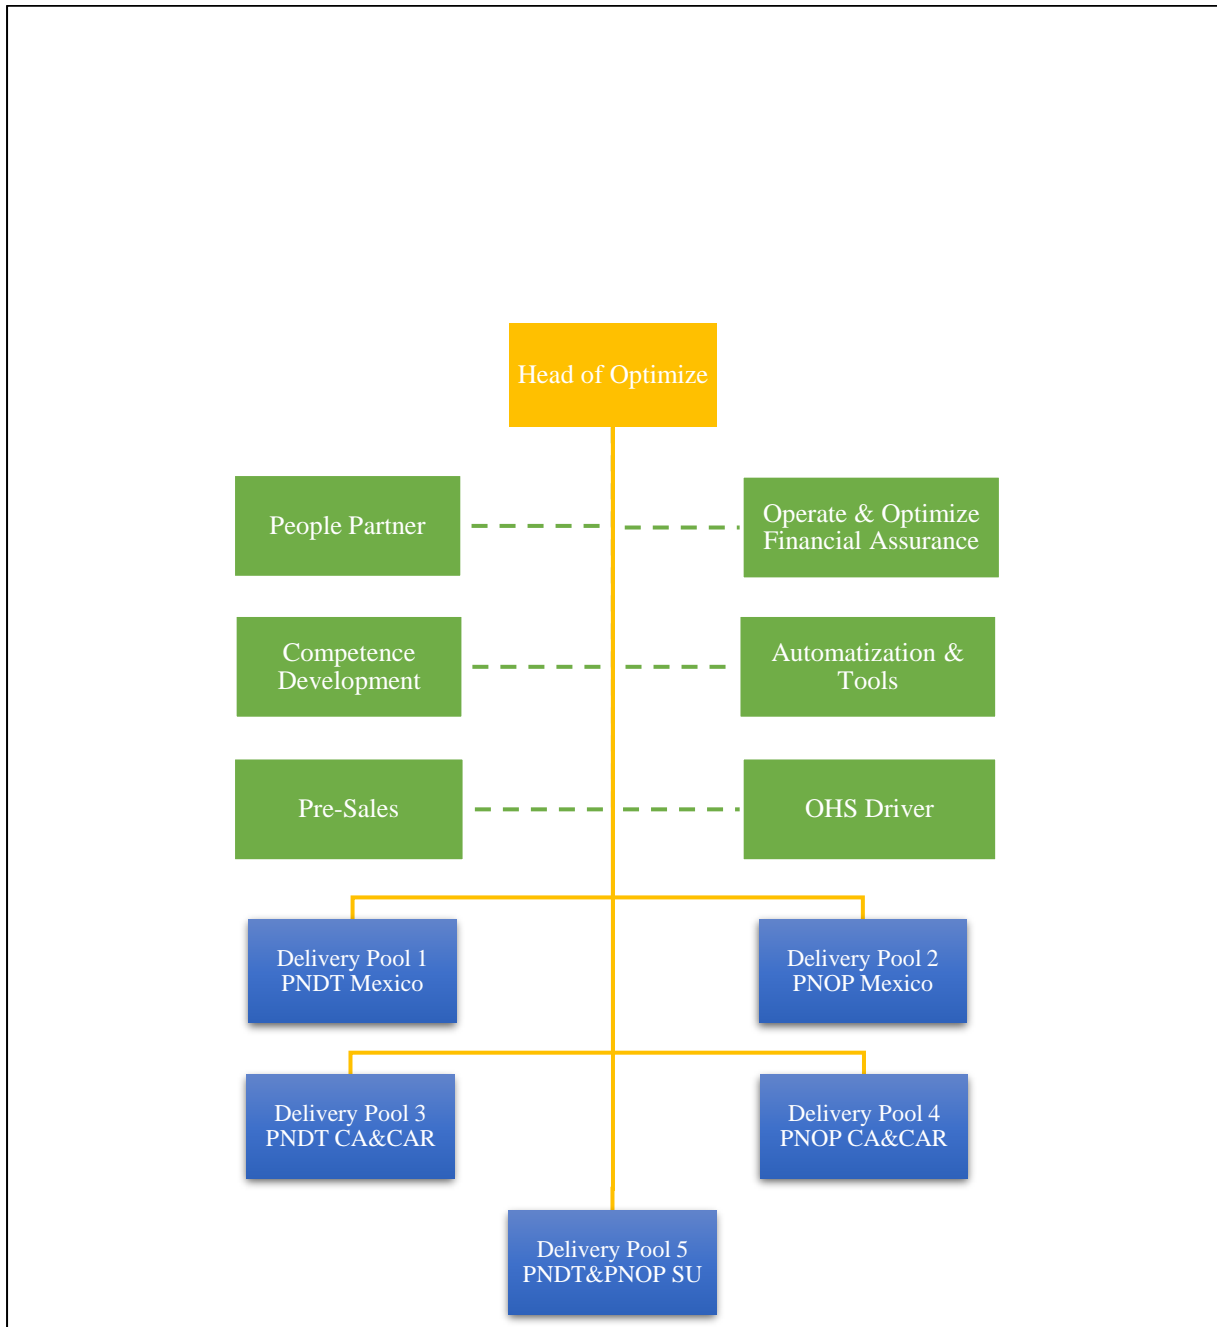 Head of Optimize
People Partner
Operate & Optimize
Financial Assurance
Competence
Development
Automatization &
Tools
Pre-Sales
OHS Driver
Delivery Pool 1
PNDT Mexico
Delivery Pool 2
PNOP Mexico
Delivery Pool 3
PNDT CA&CAR
Delivery Pool 4
PNOP CA&CAR
Delivery Pool 5
PNDT&PNOP SU